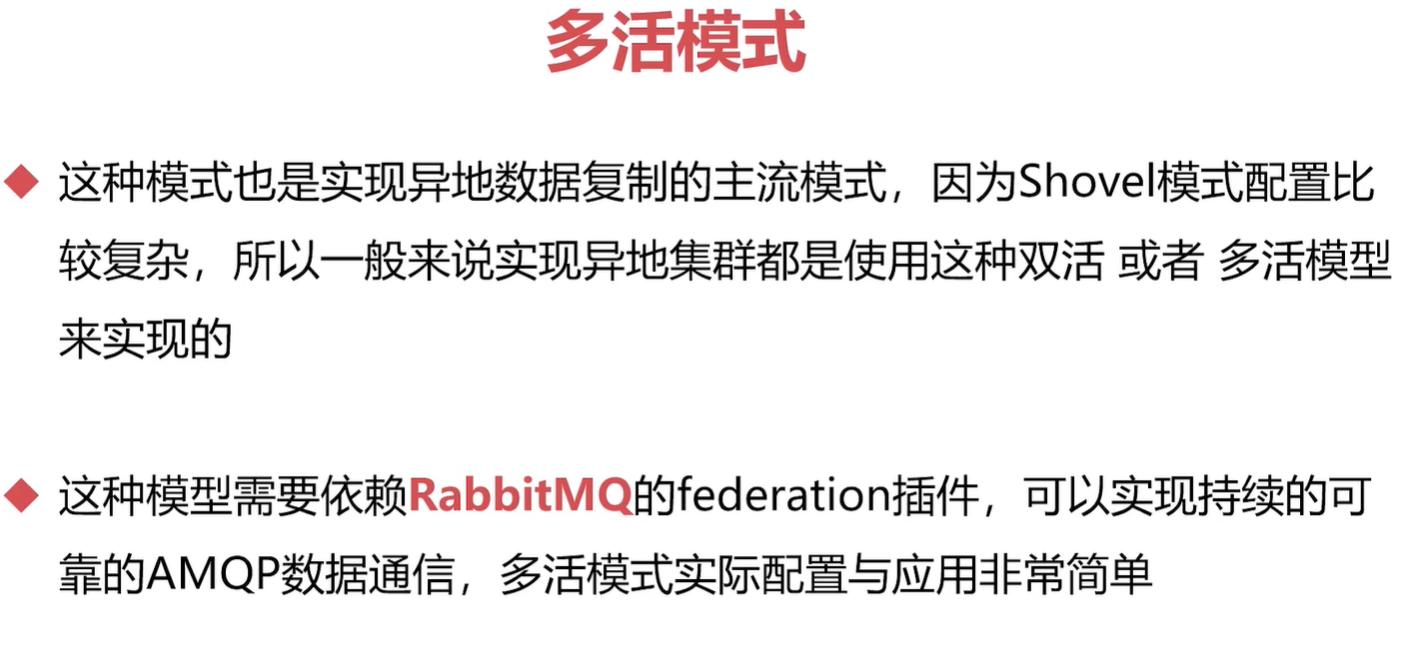 多活模式
这种模式也是实现异地数据复制的主流模式，因为Shovel模式配置比
较复杂，所以一般来说实现异地集群都是使用这种双活 或者 多活模型
来实现的
这种模型需要依赖RabbitMQ的federation插件，可以实现持续的可
靠的AMQP数据通信，多活模式实际配置与应用非常简单